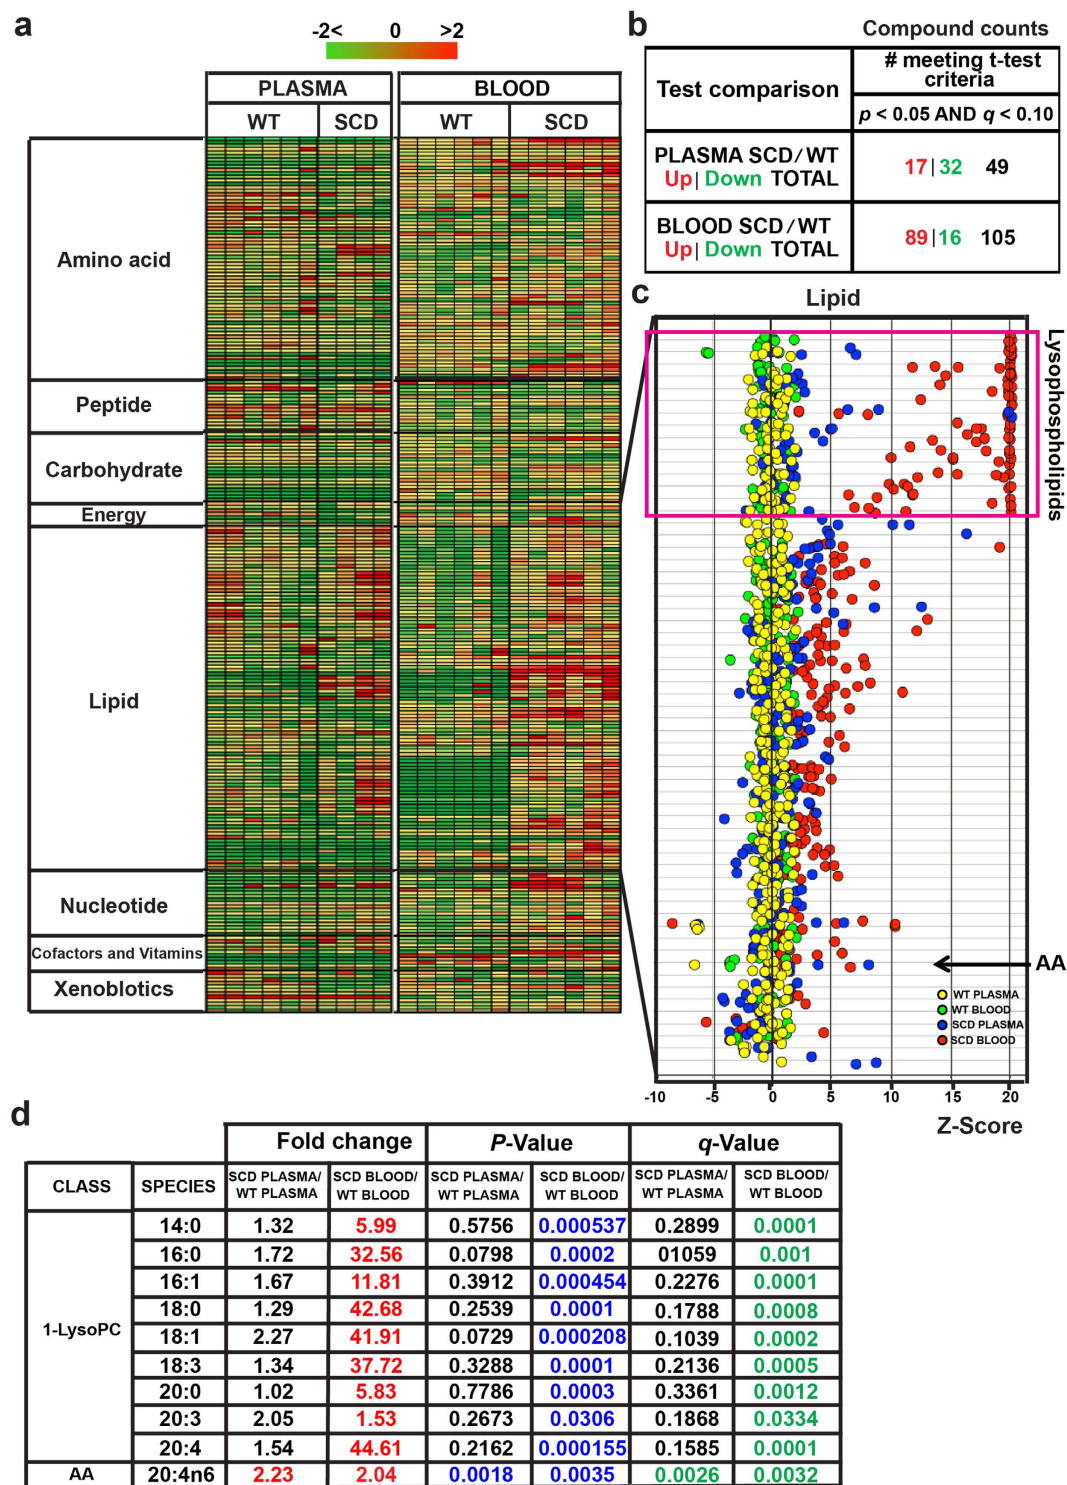 a
-2< 0 >2
PLASMA BLOOD
WT SCD WT SCD
Amino acid
Peptide
Carbohydrate
Energy
Lipid
Nucleotide
Cofactors and Vitamins
Xenoblotics
b
Compound counts
Test comparison
# meeting t-test
criteria
p < 0.05 AND q < 0.10
PLASMA SCD/WT
Up| Down TOTAL
17|32 49
BLOOD SCD/WT
Up| Down TOTAL
89|16 105
c
Lipid
Lysophospholipids
AA
WT PLASMA
WT BLOOD
SCD PLASMA
SCD BLOOD
-10 -5 0 5 10 15 20
Z-Score
d
Fold change P-Value q-Value
CLASS SPECIES
SCD PLASMA/ SCD BLOOD/ SCD PLASMA/ SCD BLOOD/ SCD PLASMA/ SCD BLOOD/
WT PLASMA WT BLOOD WT PLASMA WT BLOOD WT PLASMA WT BLOOD
1-LysoPC
14:0 1.32 5.99 0.5756 0.000537 0.2899 0.0001
16:0 1.72 32.56 0.0798 0.0002 01059 0.001
16:1 1.67 11.81 0.3912 0.000454 0.2276 0.0001
18:0 1.29 42.68 0.2539 0.0001 0.1788 0.0008
18:1 2.27 41.91 0.0729 0.000208 0.1039 0.0002
18:3 1.34 37.72 0.3288 0.0001 0.2136 0.0005
20:0 1.02 5.83 0.7786 0.0003 0.3361 0.0012
20:3 2.05 1.53 0.2673 0.0306 0.1868 0.0334
20:4 1.54 44.61 0.2162 0.000155 0.1585 0.0001
AA 20:4n6 2.23 2.04 0.0018 0.0035 0.0026 0.0032